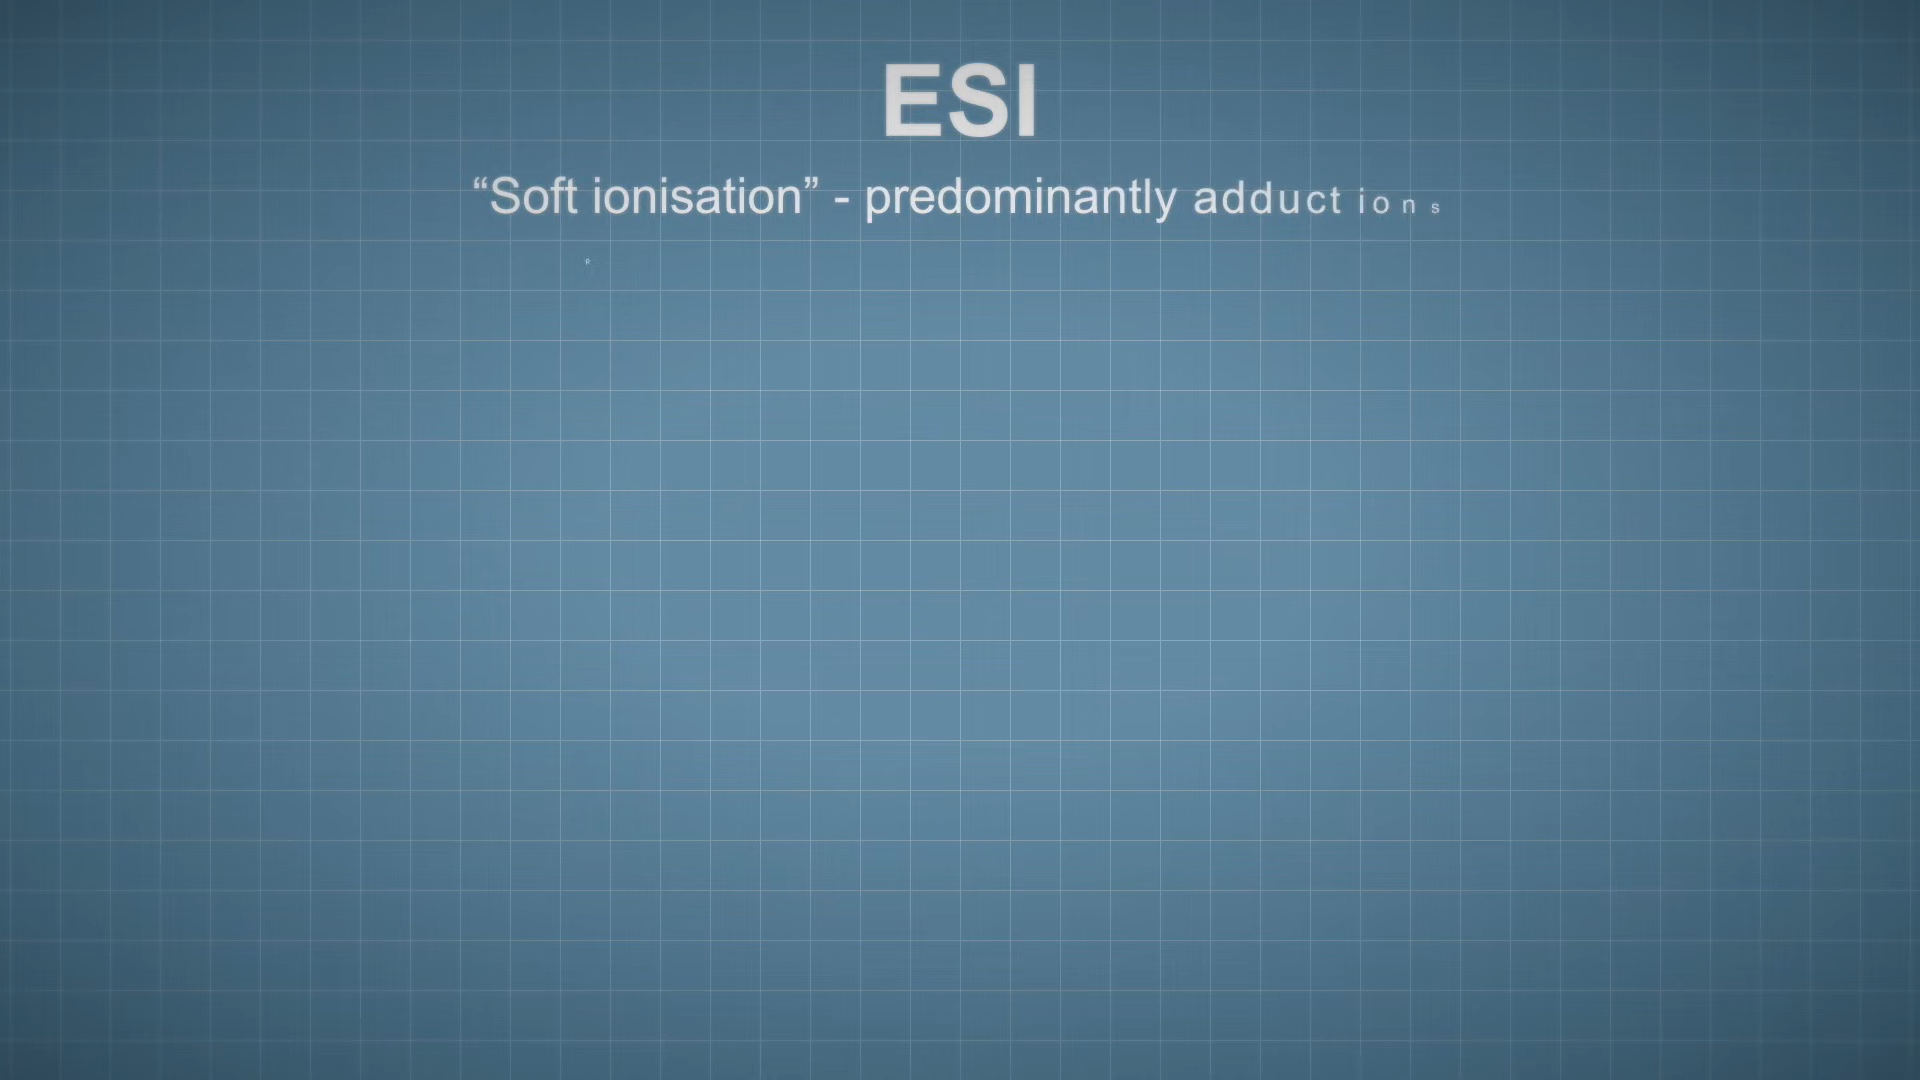 ESI
“Soft ionisation” - predominantly adduct ions
R